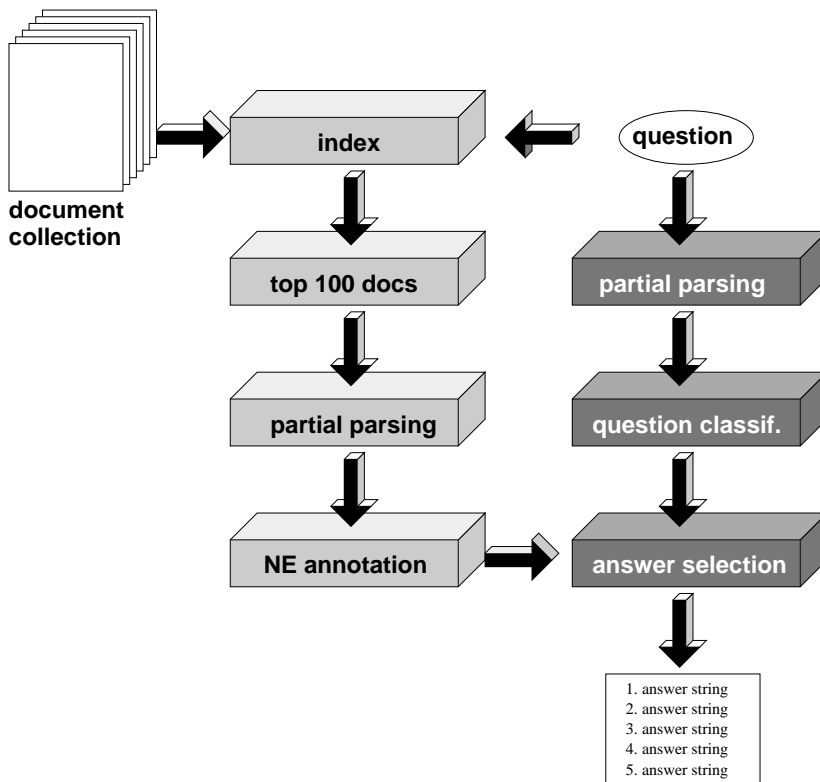 index
question
document
collection
top 100 docs
partial parsing
partial parsing
question classif.
NE annotation
answer selection
1. answer string
2. answer string
3. answer string
4. answer string
5. answer string